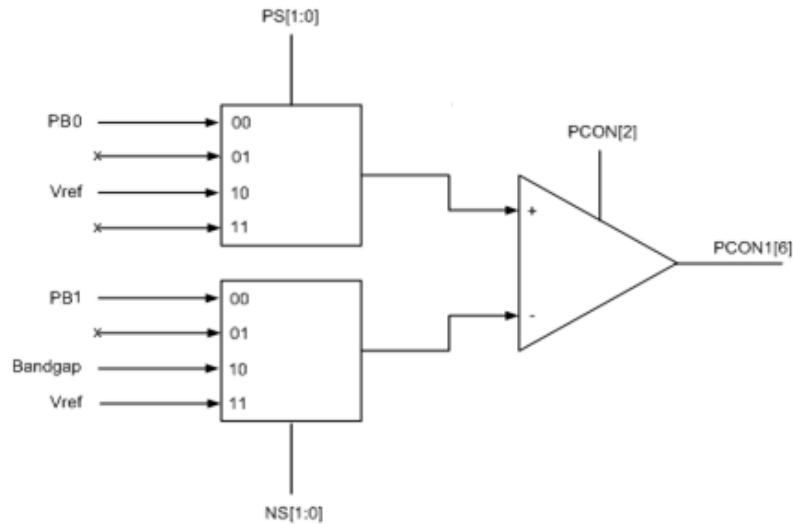 PS[1:0]
PB0
00
x
01
Vref
10
x
11
PCON[2]
+
PCON1[6]
-
PB1
00
x
01
Bandgap
10
Vref
11
NS[1:0]